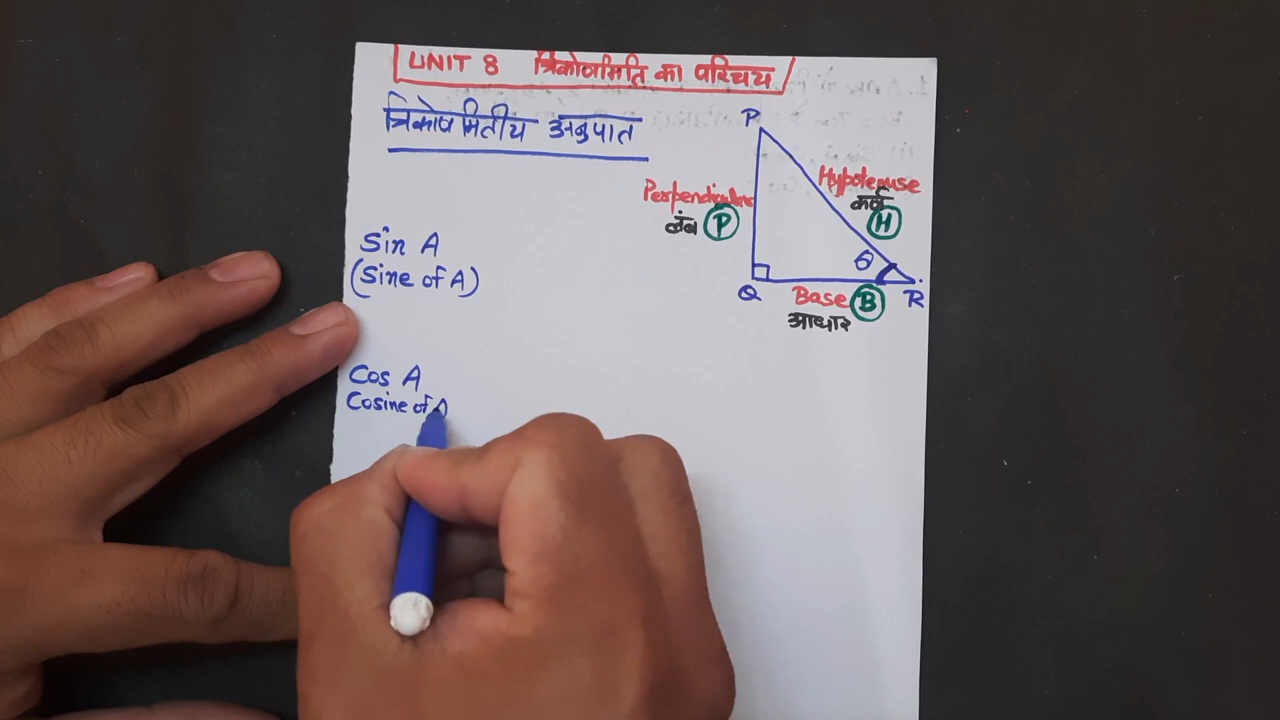 UNIT 8 त्रिकोणमिति का परिचय
त्रिकोणमितीय अनुपात
P
Hypotenuse
कर्ण
H
Perpendicular
लंब P
θ
Q Base B R
आधार
Sin A
(Sine of A)
Cos A
Cosine of A